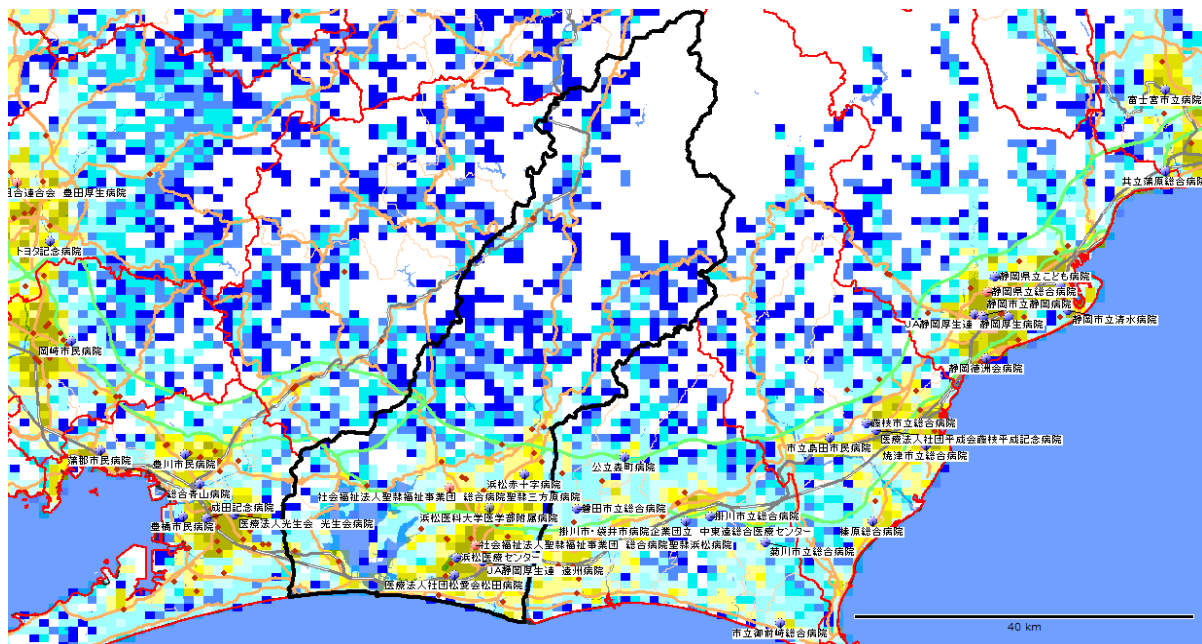 富士宮市立病院
共立蒲原総合病院
組合連合会 豊田厚生病院
トヨタ記念病院
静岡県立こども病院
静岡県立総合病院
静岡市立静岡病院
JA静岡厚生連 静岡厚生病院
静岡市立清水病院
岡崎市民病院
静岡徳洲会病院
藤枝市立総合病院
医療法人社団平成会藤枝平成記念病院
市立島田市民病院
焼津市立総合病院
蒲郡市民病院
豊川市民病院
公立森町病院
浜松赤十字病院
総合青山病院
社会福祉法人聖隷福祉事業団 総合病院聖隷三方原病院
成田記念病院
磐田市立総合病院
榛原総合病院
豊橋市民病院
医療法人光生会 光生会病院
浜松医科大学医学部附属病院
掛川市立総合病院
掛川市・袋井市病院企業団立 中東遠総合医療センター
社会福祉法人聖隷福祉事業団 総合病院聖隷浜松病院
菊川市立総合病院
浜松医療センター
JA静岡厚生連 遠州病院
医療法人社団松愛会松田病院
市立御前崎総合病院
40 km